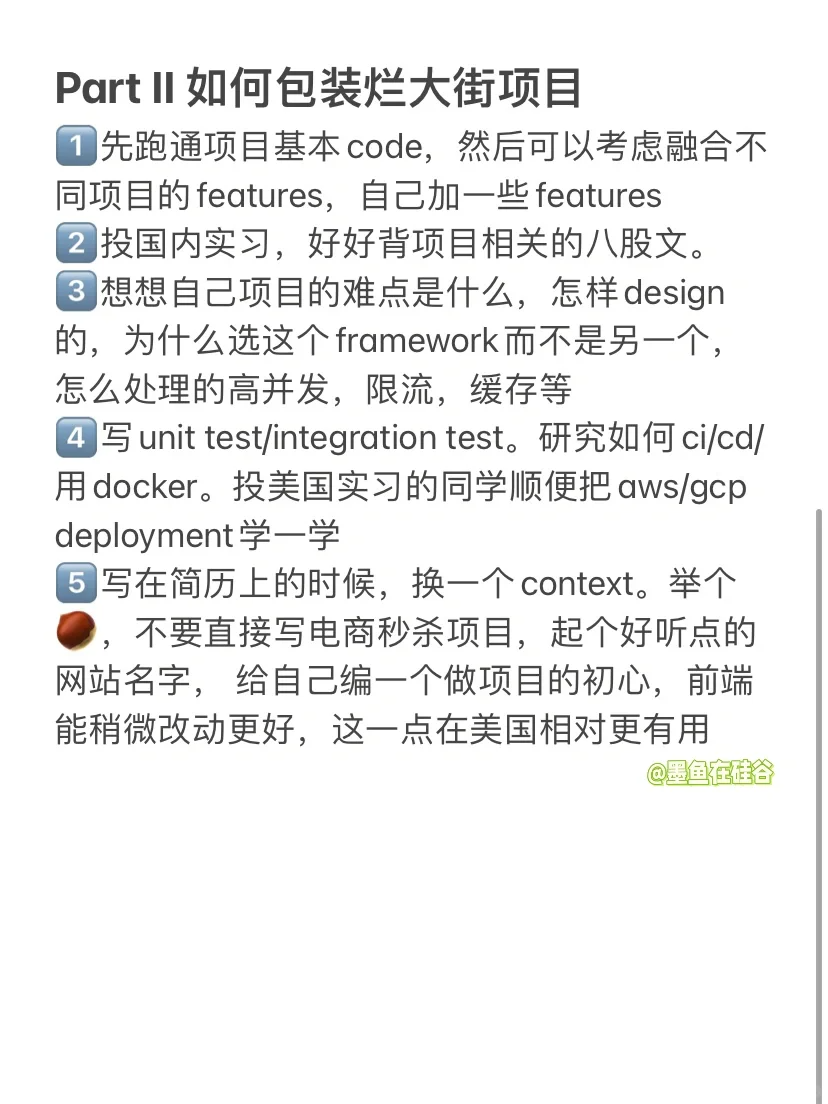 Part II 如何包装烂大街项目
1️⃣先跑通项目基本code，然后可以考虑融合不
同项目的features，自己加一些features
2️⃣投国内实习，好好背项目相关的八股文。
3️⃣想想自己项目的难点是什么，怎样design
的，为什么选这个framework而不是另一个，
怎么处理的高并发，限流，缓存等
4️⃣写unit test/integration test。研究如何ci/cd/
用docker。投美国实习的同学顺便把aws/gcp
deployment学一学
5️⃣写在简历上的时候，换一个context。举个
🌰，不要直接写电商秒杀项目，起个好听点的
网站名字， 给自己编一个做项目的初心，前端
能稍微改动更好，这一点在美国相对更有用
@墨鱼在硅谷